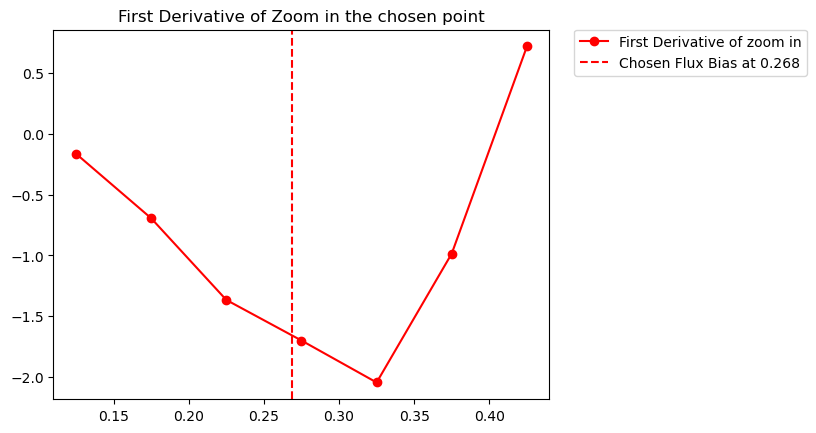 First Derivative of Zoom in the chosen point
First Derivative of zoom in
Chosen Flux Bias at 0.268
0.5
0.0
−0.5
−1.0
−1.5
−2.0
0.15 0.20 0.25 0.30 0.35 0.40